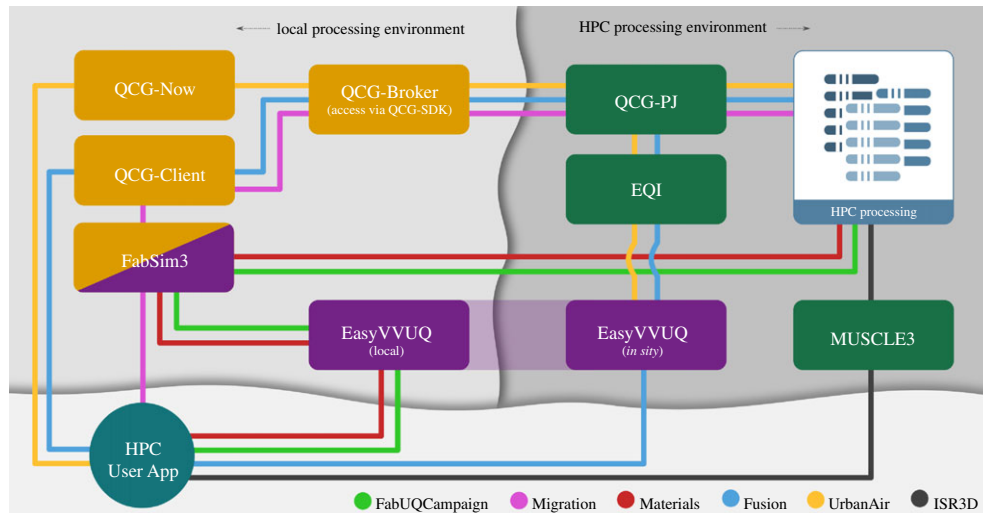 local processing environment
HPC processing environment
QCG-Now
QCG-Broker
(access via QCG-SDK)
QCG-PJ
QCG-Client
EQI
HPC processing
FabSim3
EasyVVUQ
(local)
EasyVVUQ
(in sity)
MUSCLE3
HPC
User App
FabUQCampaign
Migration
Materials
Fusion
UrbanAir
ISR3D